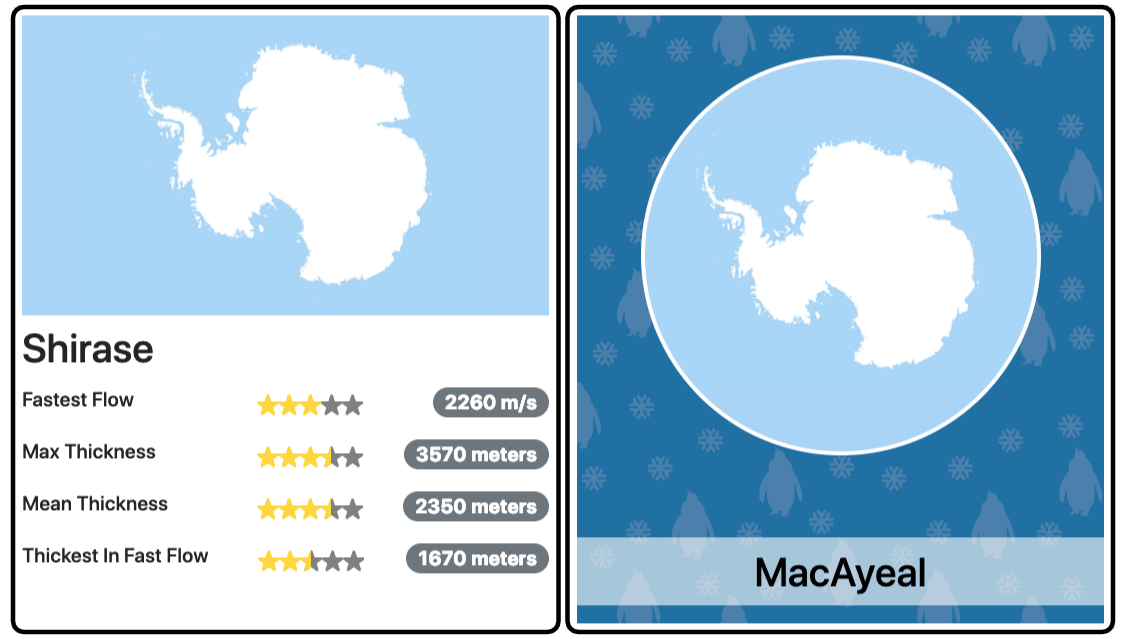 Shirase
Fastest Flow 2260 m/s
Max Thickness 3570 meters
Mean Thickness 2350 meters
Thickest In Fast Flow 1670 meters
MacAyeal